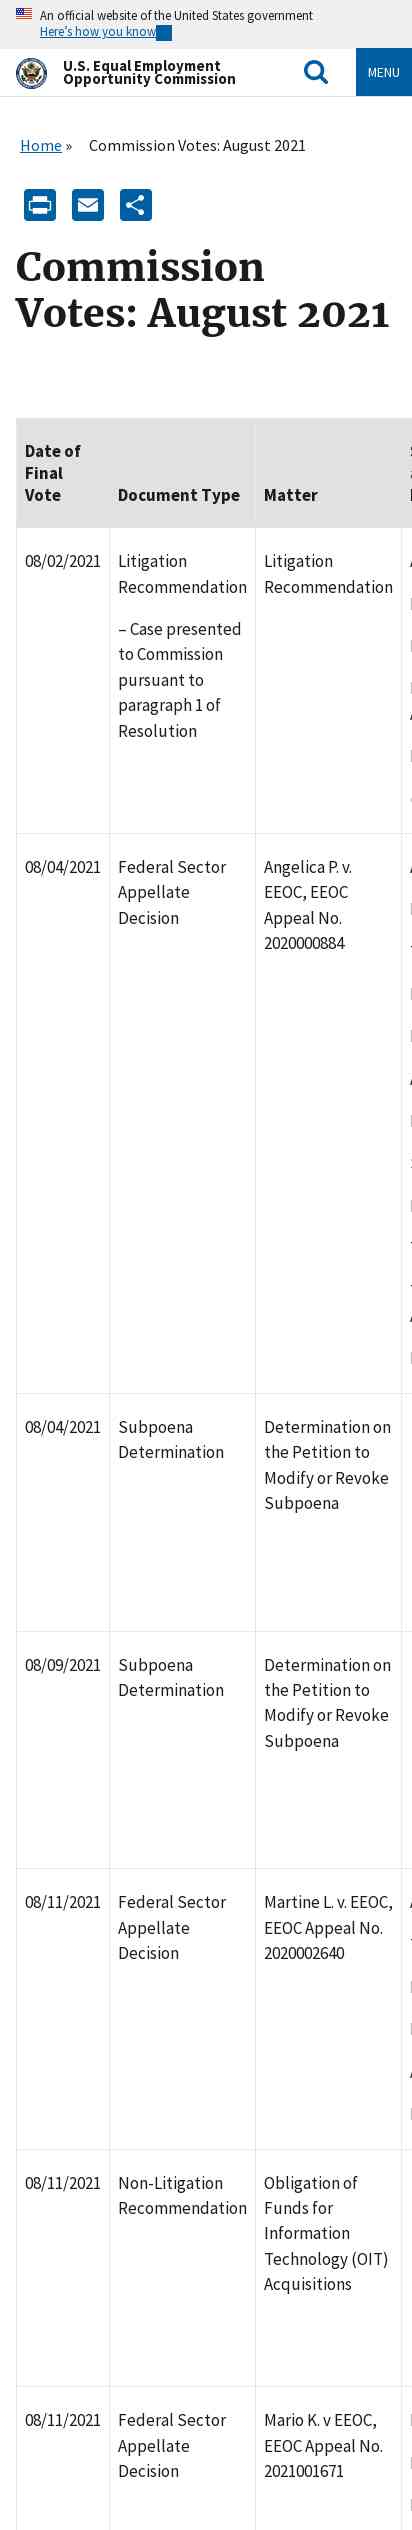 An official website of the United States government
Here's how you know
U.S. Equal Employment
Opportunity Commission
MENU
Home » Commission Votes: August 2021
Commission
Votes: August 2021
Date of
Final
Vote
Document Type
Matter
08/02/2021
Litigation
Recommendation
– Case presented
to Commission
pursuant to
paragraph 1 of
Resolution
Litigation
Recommendation
08/04/2021
Federal Sector
Appellate
Decision
Angelica P. v.
EEOC, EEOC
Appeal No.
2020000884
08/04/2021
Subpoena
Determination
Determination on
the Petition to
Modify or Revoke
Subpoena
08/09/2021
Subpoena
Determination
Determination on
the Petition to
Modify or Revoke
Subpoena
08/11/2021
Federal Sector
Appellate
Decision
Martine L. v. EEOC,
EEOC Appeal No.
2020002640
08/11/2021
Non-Litigation
Recommendation
Obligation of
Funds for
Information
Technology (OIT)
Acquisitions
08/11/2021
Federal Sector
Appellate
Decision
Mario K. v EEOC,
EEOC Appeal No.
2021001671